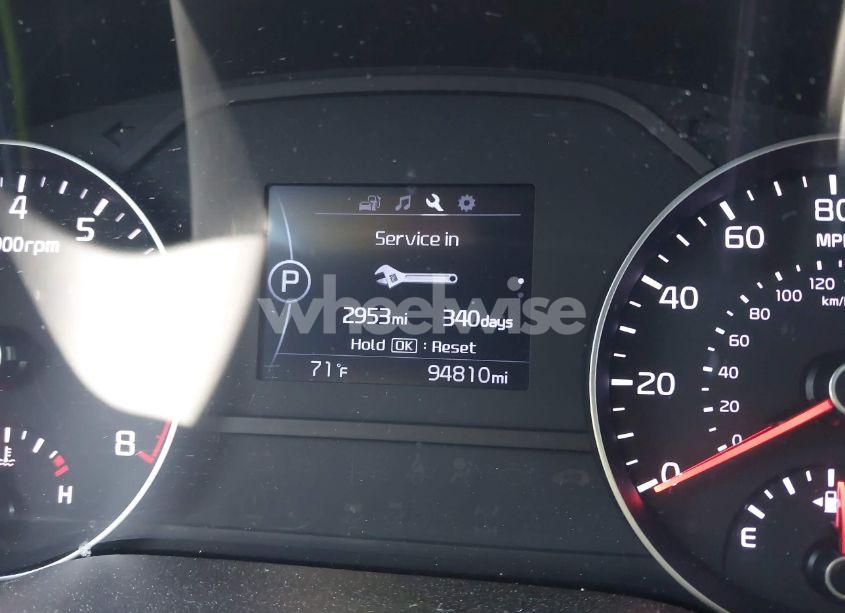 4
5
000rpm
8
H
Service in
P
2953mi 340days
Hold OK : Reset
71°F 94810mi
wheelwise
80
60
MPH
40
20
0
120
km/h
100
80
60
40
20
0
E